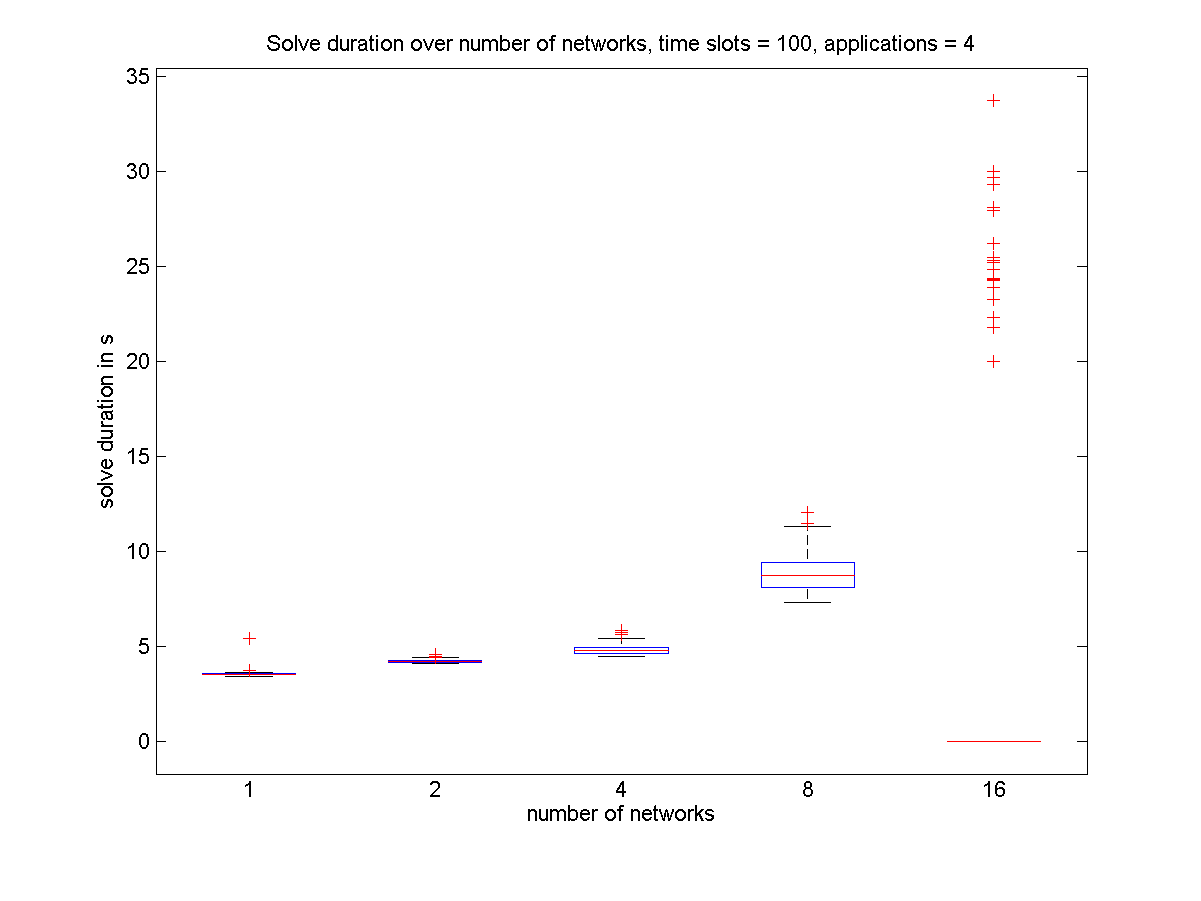 Solve duration over number of networks, time slots = 100, applications = 4
35
30
25
20
15
10
5
0
solve duration in s
1 2 4 8 16
number of networks